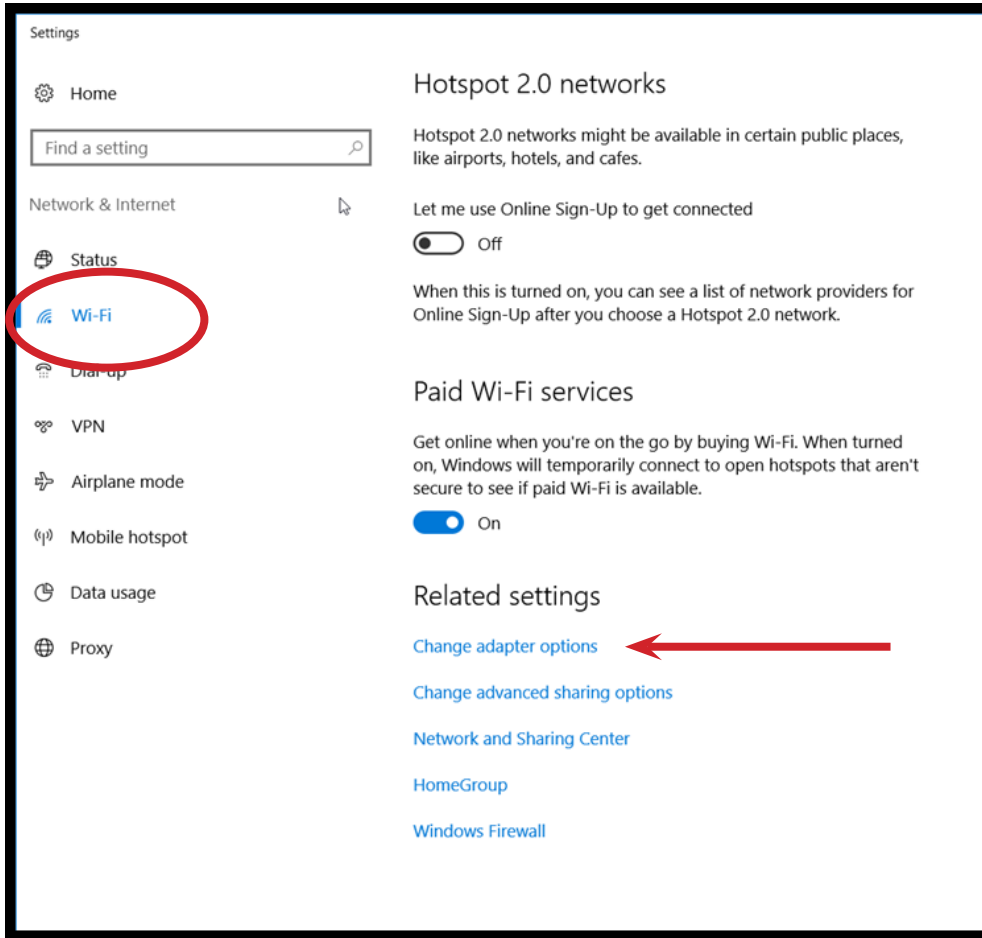 Settings
Home
Find a setting
Network & Internet
Status
Wi-Fi
Dial-up
VPN
Airplane mode
Mobile hotspot
Data usage
Proxy
Hotspot 2.0 networks
Hotspot 2.0 networks might be available in certain public places,
like airports, hotels, and cafes.
Let me use Online Sign-Up to get connected
Off
When this is turned on, you can see a list of network providers for
Online Sign-Up after you choose a Hotspot 2.0 network.
Paid Wi-Fi services
Get online when you're on the go by buying Wi-Fi. When turned
on, Windows will temporarily connect to open hotspots that aren't
secure to see if paid Wi-Fi is available.
On
Related settings
Change adapter options
Change advanced sharing options
Network and Sharing Center
HomeGroup
Windows Firewall